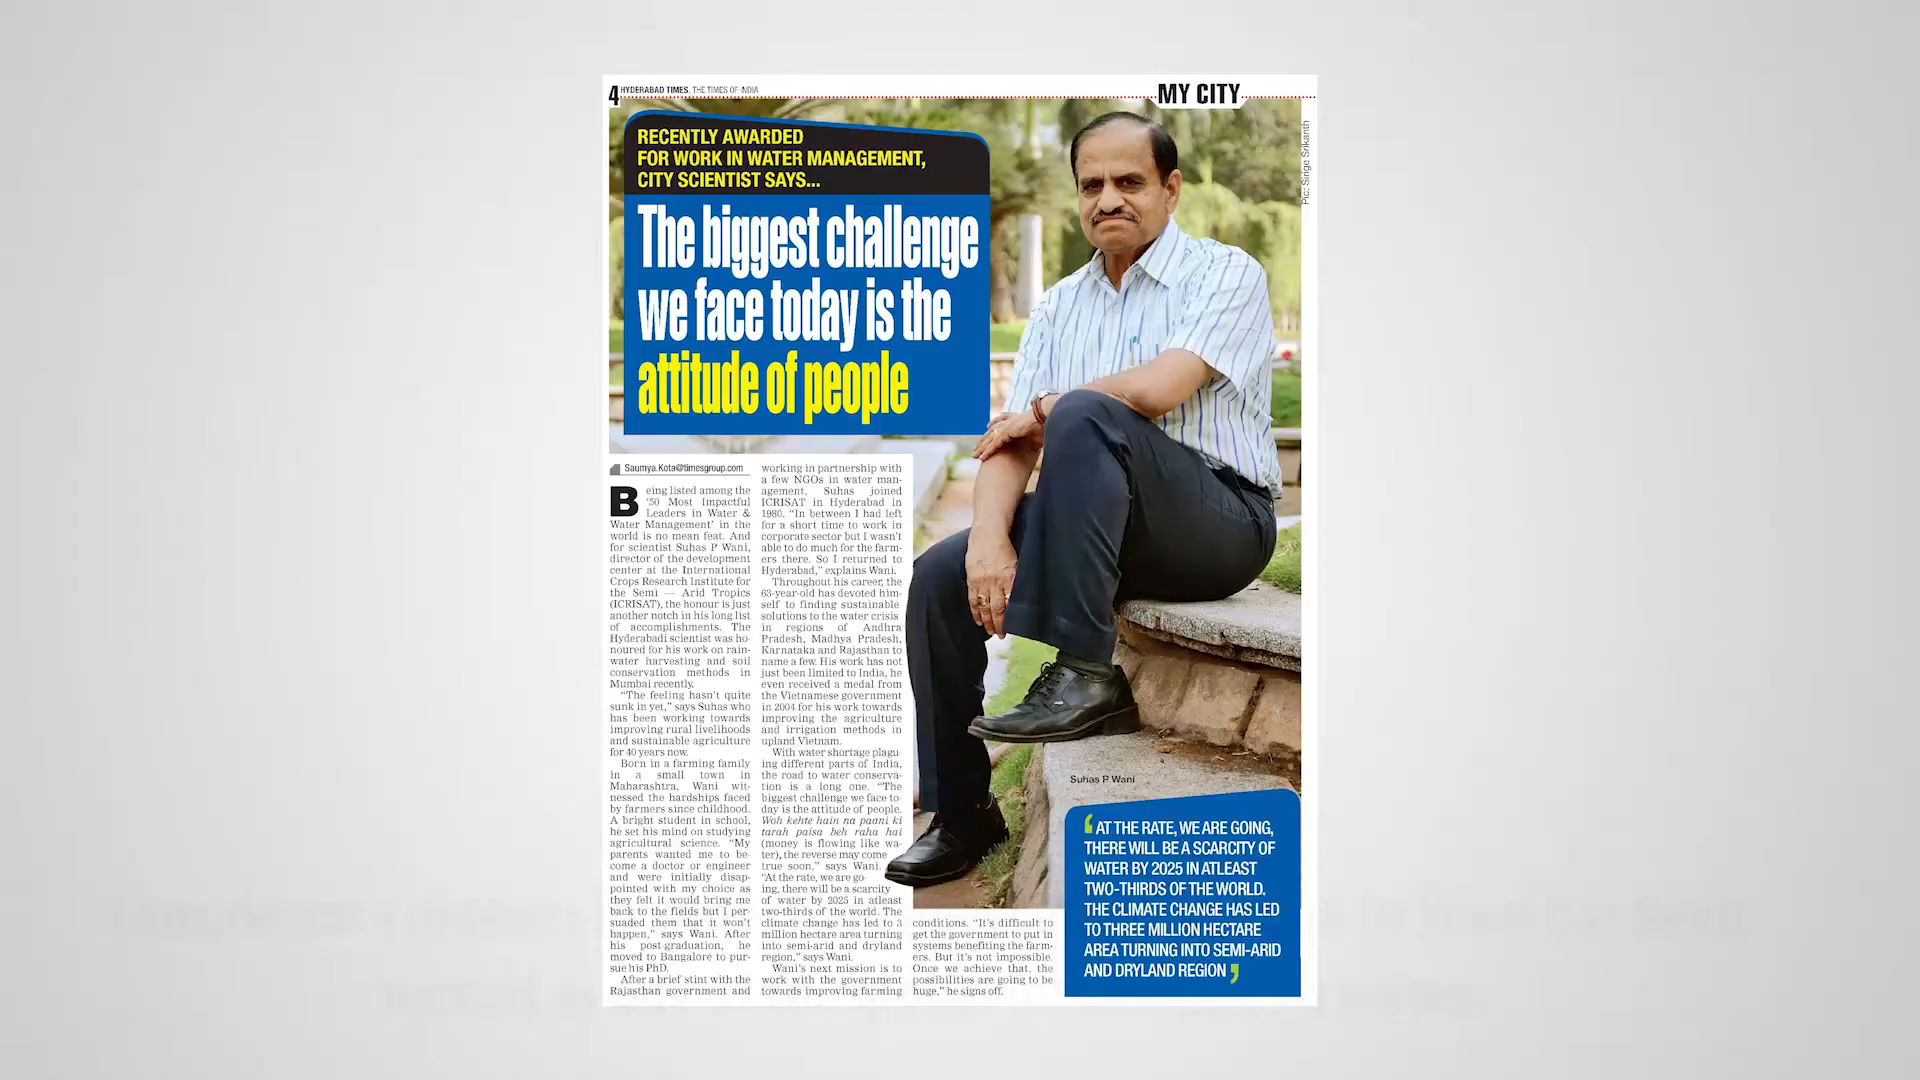 4 HYDERABAD TIMES, THE TIMES OF INDIA
MY CITY
Pic: Sirige Srikanth
RECENTLY AWARDED
FOR WORK IN WATER MANAGEMENT,
CITY SCIENTIST SAYS...
The biggest challenge
we face today is the
attitude of people
Saumya.Kota@timesgroup.com
Being listed among the
‘50 Most Impactful
Leaders in Water &
Water Management’ in the
world is no mean feat. And
for scientist Suhas P Wani,
director of the development
center at the International
Crops Research Institute for
the Semi — Arid Tropics
(ICRISAT), the honour is just
another notch in his long list
of accomplishments. The
Hyderabadi scientist was ho-
noured for his work on rain-
water harvesting and soil
conservation methods in
Mumbai recently.
“The feeling hasn't quite
sunk in yet,” says Suhas who
has been working towards
improving rural livelihoods
and sustainable agriculture
for 40 years now.
Born in a farming family
in a small town in
Maharashtra, Wani wit-
nessed the hardships faced
by farmers since childhood.
A bright student in school,
he set his mind on studying
agricultural science. “My
parents wanted me to be-
come a doctor or engineer
and were initially disap-
pointed with my choice as
they felt it would bring me
back to the fields but I per-
suaded them that it won't
happen,” says Wani. After
his post-graduation, he
moved to Bangalore to pur-
sue his PhD.
After a brief stint with the
Rajasthan government and
working in partnership with
a few NGOs in water man-
agement, Suhas joined
ICRISAT in Hyderabad in
1980. “In between I had left
for a short time to work in
corporate sector but I wasn't
able to do much for the farm-
ers there. So I returned to
Hyderabad,” explains Wani.
Throughout his career, the
63-year-old has devoted him-
self to finding sustainable
solutions to the water crisis
in regions of Andhra
Pradesh, Madhya Pradesh,
Karnataka and Rajasthan to
name a few. His work has not
just been limited to India, he
even received a medal from
the Vietnamese government
in 2004 for his work towards
improving the agriculture
and irrigation methods in
upland Vietnam.
With water shortage plagu-
ing different parts of India,
the road to water conserva-
tion is a long one. “The
biggest challenge we face to-
day is the attitude of people.
Woh kehte hain na paani ki
tarah paisa beh raha hai
(money is flowing like wa-
ter), the reverse may come
true soon,” says Wani.
“At the rate, we are go-
ing, there will be a scarcity
of water by 2025 in atleast
two-thirds of the world. The
climate change has led to 3
million hectare area turning
into semi-arid and dryland
region,” says Wani.
Wani's next mission is to
work with the government
towards improving farming
conditions. “It's difficult to
get the government to put in
systems benefiting the farm-
ers. But it's not impossible.
Once we achieve that, the
possibilities are going to be
huge,” he signs off.
Suhas P Wani
‘AT THE RATE, WE ARE GOING,
THERE WILL BE A SCARCITY OF
WATER BY 2025 IN ATLEAST
TWO-THIRDS OF THE WORLD.
THE CLIMATE CHANGE HAS LED
TO THREE MILLION HECTARE
AREA TURNING INTO SEMI-ARID
AND DRYLAND REGION’